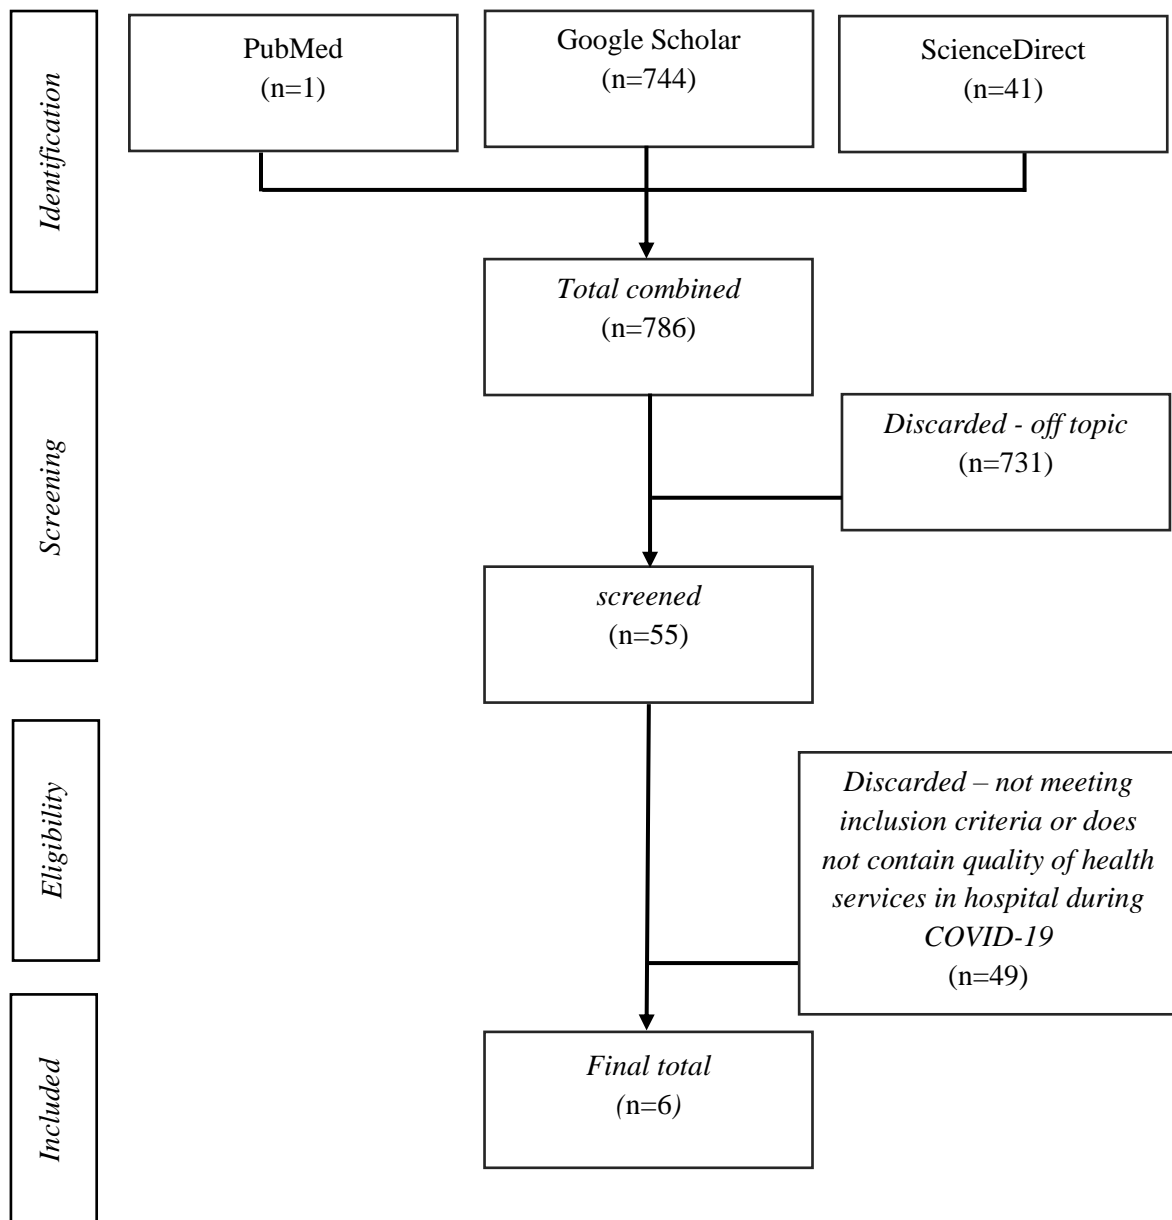 Identification
PubMed
(n=1)
Google Scholar
(n=744)
ScienceDirect
(n=41)
Total combined
(n=786)
Screening
Discarded - off topic
(n=731)
screened
(n=55)
Eligibility
Discarded – not meeting
inclusion criteria or does
not contain quality of health
services in hospital during
COVID-19
(n=49)
Included
Final total
(n=6)